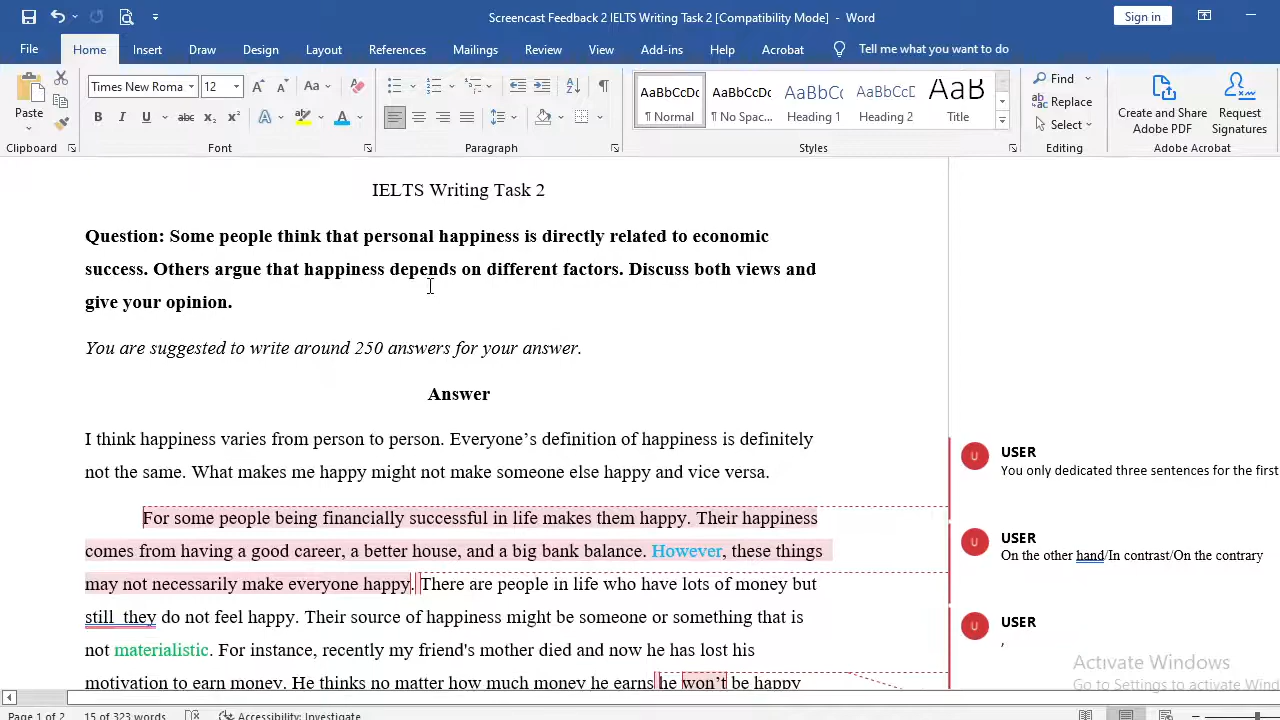 Screencast Feedback 2 IELTS Writing Task 2 [Compatibility Mode] - Word
Sign in
File Home Insert Draw Design Layout References Mailings Review View Add-ins Help Acrobat Tell me what you want to do
Times New Roma 12 Aa Find
AaBbCcDc AaBbCcDc AaBbCc AaBbCcD AaB
Paste Replace Create and Share Request
B I U abc x₂ x² A ab A ¶ Normal ¶ No Spac... Heading 1 Heading 2 Title Select Adobe PDF Signatures
Clipboard Font Paragraph Styles Editing Adobe Acrobat
IELTS Writing Task 2
Question: Some people think that personal happiness is directly related to economic
success. Others argue that happiness depends on different factors. Discuss both views and
give your opinion.
You are suggested to write around 250 answers for your answer.
Answer
I think happiness varies from person to person. Everyone's definition of happiness is definitely
not the same. What makes me happy might not make someone else happy and vice versa.
For some people being financially successful in life makes them happy. Their happiness
comes from having a good career, a better house, and a big bank balance. However, these things
may not necessarily make everyone happy. There are people in life who have lots of money but
still  they do not feel happy. Their source of happiness might be someone or something that is
not materialistic. For instance, recently my friend's mother died and now he has lost his
motivation to earn money. He thinks no matter how much money he earns he won't be happy
U USER
You only dedicated three sentences for the first
U USER
On the other hand/In contrast/On the contrary
U USER
,
Activate Windows
Go to Settings to activate Win
Page 1 of 2 15 of 323 words Accessibility: Investigate